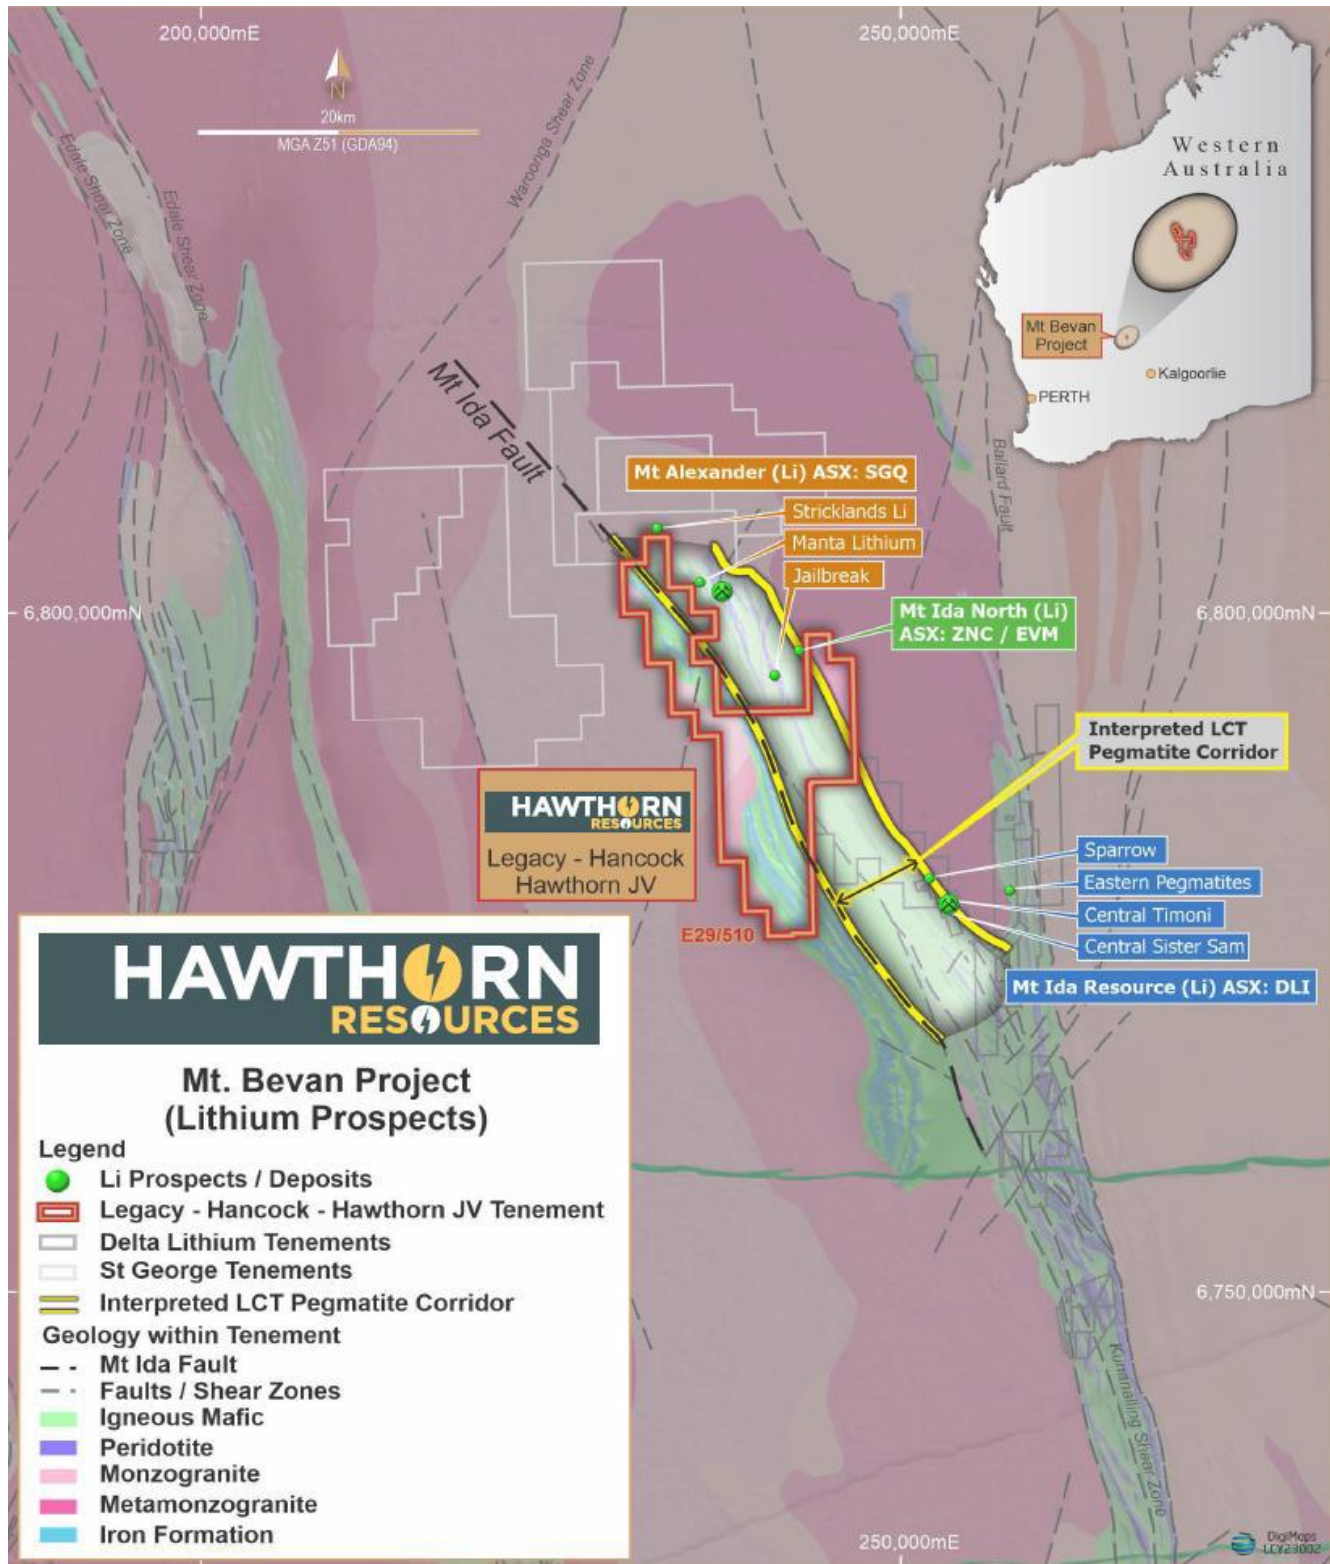 200,000mE
250,000mE
N
20km
MGA Z51 (GDA94)
Waroonga Shear Zone
Edale Shear Zone
Edale Shear Zone
Western
Australia
Mt Bevan
Project
Kalgoorlie
PERTH
Mt Ida Fault
Ballard Fault
Mt Alexander (Li) ASX: SGQ
Stricklands Li
Manta Lithium
Jailbreak
6,800,000mN
Mt Ida North (Li)
ASX: ZNC / EVM
6,800,000mN
Interpreted LCT
Pegmatite Corridor
HAWTHORN
RESOURCES
Legacy - Hancock
Hawthorn JV
Sparrow
Eastern Pegmatites
Central Timoni
Central Sister Sam
E29/510
Mt Ida Resource (Li) ASX: DLI
HAWTHORN
RESOURCES
Mt. Bevan Project
(Lithium Prospects)
Legend
Li Prospects / Deposits
Legacy - Hancock - Hawthorn JV Tenement
Delta Lithium Tenements
St George Tenements
Interpreted LCT Pegmatite Corridor
Geology within Tenement
Mt Ida Fault
Faults / Shear Zones
Igneous Mafic
Peridotite
Monzogranite
Metamonzogranite
Iron Formation
6,750,000mN
Kunanalling Shear Zone
250,000mE
DigiMaps
LCY23002